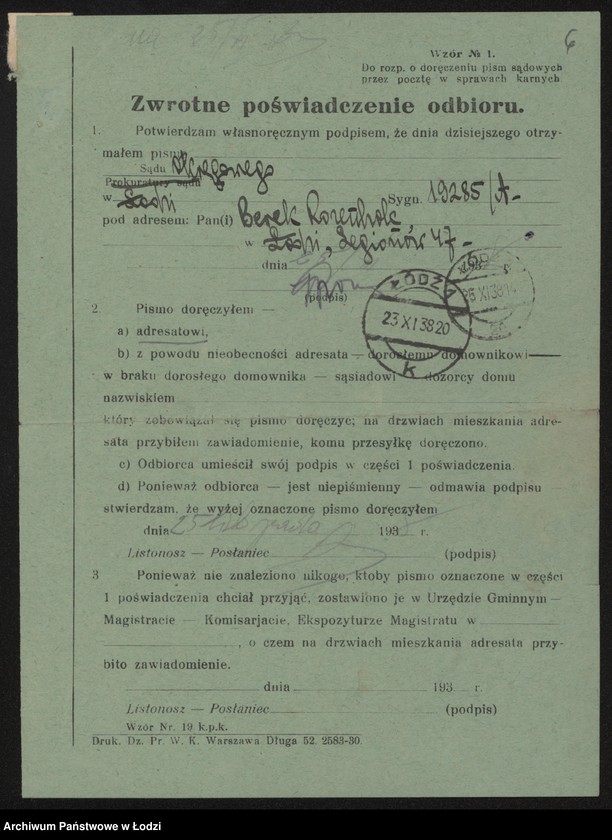 6
Wzór № 1.
Do rozp. o doręczeniu pism sądowych
przez pocztę w sprawach karnych
Zwrotne poświadczenie odbioru.
1. Potwierdzam własnoręcznym podpisem, że dnia dzisiejszego otrzy-
małem pismo
Sądu Okręgowego
Prokuratury sądu
w Łodzi Sygn. 19285/A-
pod adresem: Pan(i) Berek Rozenholc
w Łodzi, Legionów 47-
dnia
(podpis)
ŁÓDŹ 1
23 XI 38 20
K
2. Pismo doręczyłem —
a) adresatowi,
b) z powodu nieobecności adresata — dorosłemu domownikowi
w braku dorosłego domownika — sąsiadowi — dozorcy domu
nazwiskiem
który zobowiązał się pismo doręczyć; na drzwiach mieszkania adre-
sata przybiłem zawiadomienie, komu przesyłkę doręczono.
c) Odbiorca umieścił swój podpis w części 1 poświadczenia.
d) Ponieważ odbiorca — jest niepiśmienny — odmawia podpisu
stwierdzam, że wyżej oznaczone pismo doręczyłem
dnia 25 listopada 1938 r.
Listonosz — Posłaniec (podpis)
3 Ponieważ nie znaleziono nikogo, ktoby pismo oznaczone w części
1 poświadczenia chciał przyjąć, zostawiono je w Urzędzie Gminnym —
Magistracie — Komisarjacie, Ekspozyturze Magistratu w
, o czem na drzwiach mieszkania adresata przy-
bito zawiadomienie.
dnia 193 r.
Listonosz — Posłaniec (podpis)
Wzór Nr. 19 k.p.k.
Druk. Dz. Pr. W. K. Warszawa Długa 52. 2583-30.
Archiwum Państwowe w Łodzi